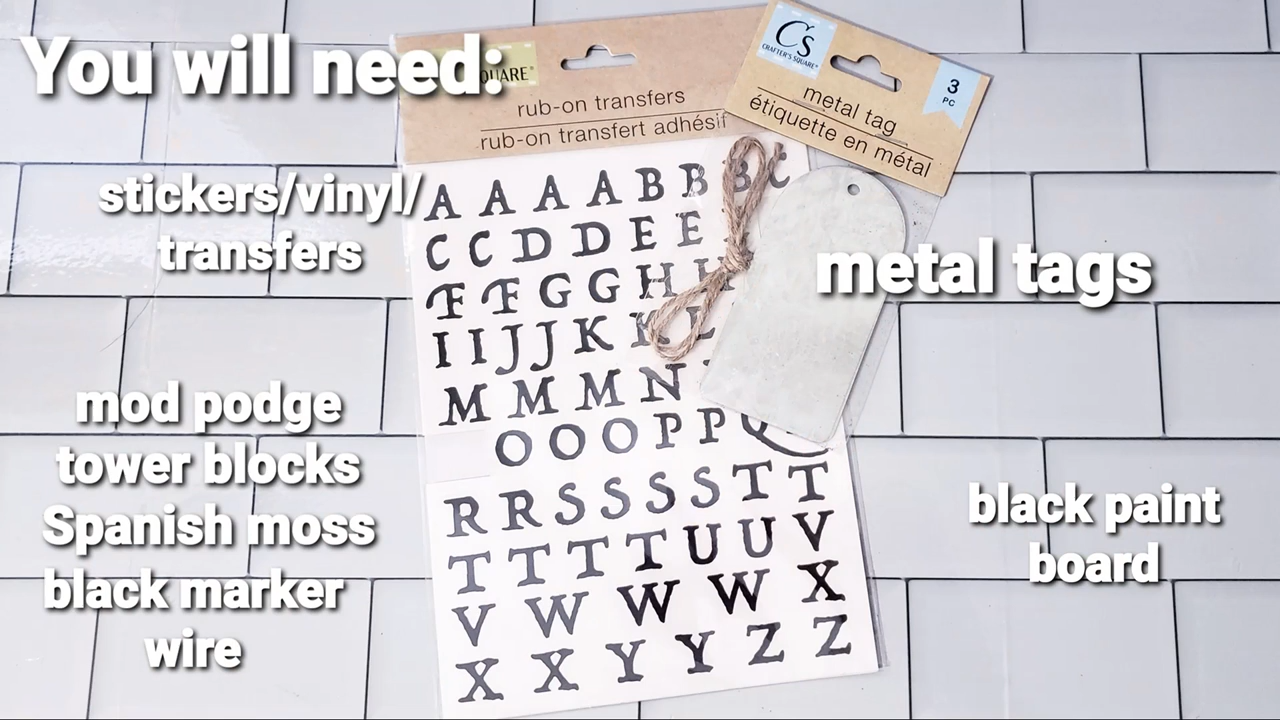 You will need:
SQUARE
rub-on transfers
rub-on transfert adhésif
Cs
CRAFTER'S SQUARE
3
PC
metal tag
étiquette en métal
stickers/vinyl/
transfers
metal tags
mod podge
tower blocks
Spanish moss
black marker
wire
black paint
board
A A A A B B B C
C C D D E E
F F G G H
I I J J K K L
M M M N
O O O P P Q
R R S S S S T T
T T T T U U V
V W W W X
X X Y Y Z Z